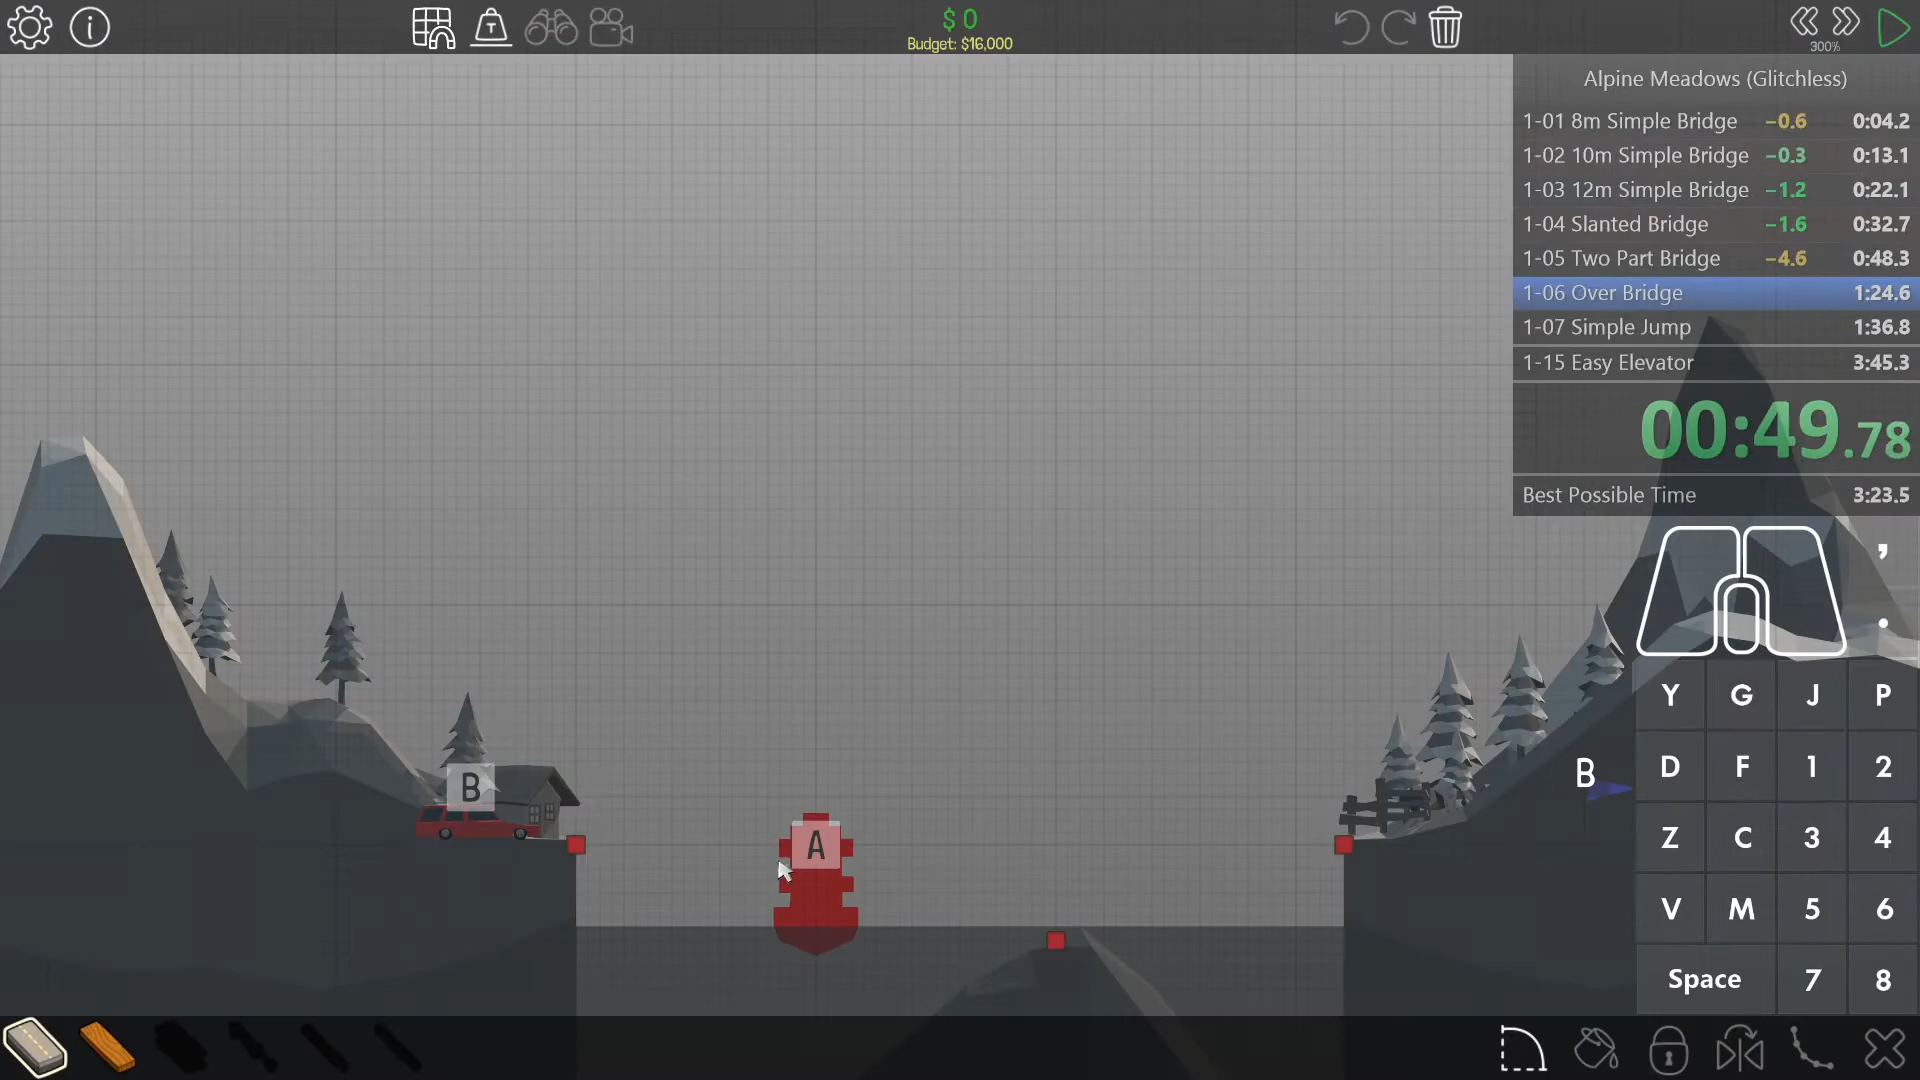 $ 0
Budget: $16,000
300%
Alpine Meadows (Glitchless)
1-01 8m Simple Bridge −0.6 0:04.2
1-02 10m Simple Bridge −0.3 0:13.1
1-03 12m Simple Bridge −1.2 0:22.1
1-04 Slanted Bridge −1.6 0:32.7
1-05 Two Part Bridge −4.6 0:48.3
1-06 Over Bridge 1:24.6
1-07 Simple Jump 1:36.8
1-15 Easy Elevator 3:45.3
00:49.78
Best Possible Time 3:23.5
,
.
Y G J P
D F 1 2
Z C 3 4
V M 5 6
Space 7 8
B
B
A